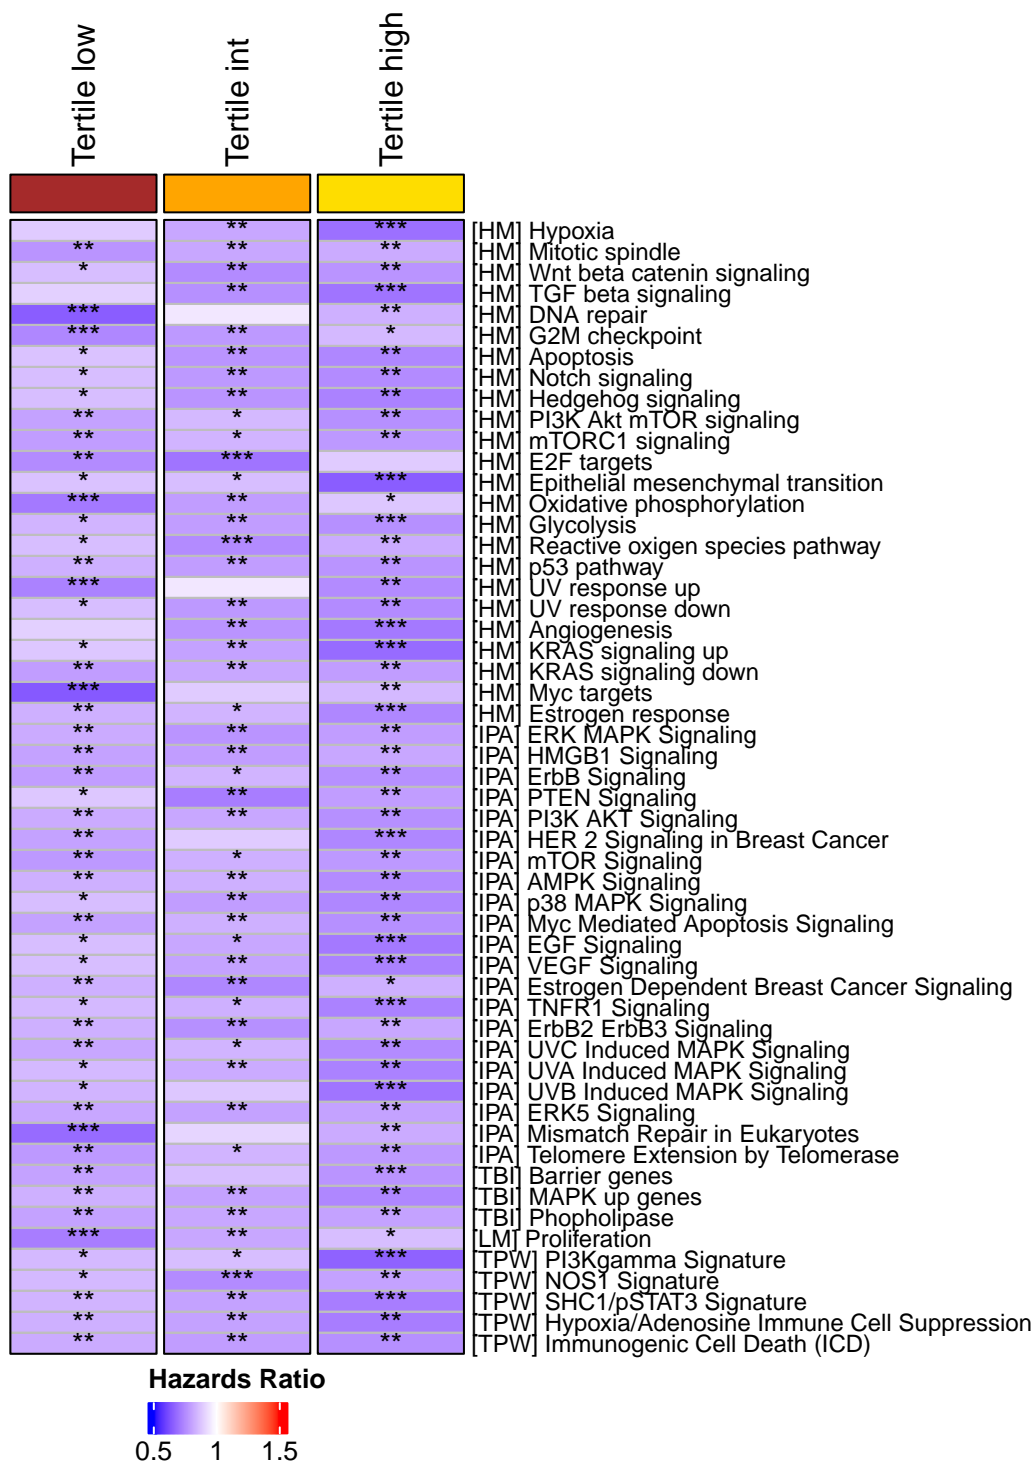 Tertile low
Tertile int
Tertile high
** *** [HM] Hypoxia
** ** ** [HM] Mitotic spindle
* ** ** [HM] Wnt beta catenin signaling
** *** [HM] TGF beta signaling
*** ** [HM] DNA repair
*** ** * [HM] G2M checkpoint
* ** ** [HM] Apoptosis
* ** ** [HM] Notch signaling
* ** ** [HM] Hedgehog signaling
** * ** [HM] PI3K Akt mTOR signaling
** * ** [HM] mTORC1 signaling
** *** [HM] E2F targets
* * *** [HM] Epithelial mesenchymal transition
*** ** * [HM] Oxidative phosphorylation
* ** *** [HM] Glycolysis
* *** ** [HM] Reactive oxigen species pathway
** ** ** [HM] p53 pathway
*** ** [HM] UV response up
* ** ** [HM] UV response down
** *** [HM] Angiogenesis
* ** *** [HM] KRAS signaling up
** ** ** [HM] KRAS signaling down
*** ** [HM] Myc targets
** * *** [HM] Estrogen response
** ** ** [IPA] ERK MAPK Signaling
** ** ** [IPA] HMGB1 Signaling
** * ** [IPA] ErbB Signaling
* ** ** [IPA] PTEN Signaling
** ** ** [IPA] PI3K AKT Signaling
** *** [IPA] HER 2 Signaling in Breast Cancer
** * ** [IPA] mTOR Signaling
** ** ** [IPA] AMPK Signaling
* ** ** [IPA] p38 MAPK Signaling
** ** ** [IPA] Myc Mediated Apoptosis Signaling
* * *** [IPA] EGF Signaling
* ** *** [IPA] VEGF Signaling
** ** * [IPA] Estrogen Dependent Breast Cancer Signaling
* * *** [IPA] TNFR1 Signaling
** ** ** [IPA] ErbB2 ErbB3 Signaling
** * ** [IPA] UVC Induced MAPK Signaling
* ** ** [IPA] UVA Induced MAPK Signaling
* *** [IPA] UVB Induced MAPK Signaling
** ** ** [IPA] ERK5 Signaling
*** ** [IPA] Mismatch Repair in Eukaryotes
** * ** [IPA] Telomere Extension by Telomerase
** *** [TBI] Barrier genes
** ** ** [TBI] MAPK up genes
** ** ** [TBI] Phopholipase
*** ** * [LM] Proliferation
* * *** [TPW] PI3Kgamma Signature
* *** ** [TPW] NOS1 Signature
** ** *** [TPW] SHC1/pSTAT3 Signature
** ** ** [TPW] Hypoxia/Adenosine Immune Cell Suppression
** ** ** [TPW] Immunogenic Cell Death (ICD)
Hazards Ratio
0.5 1 1.5